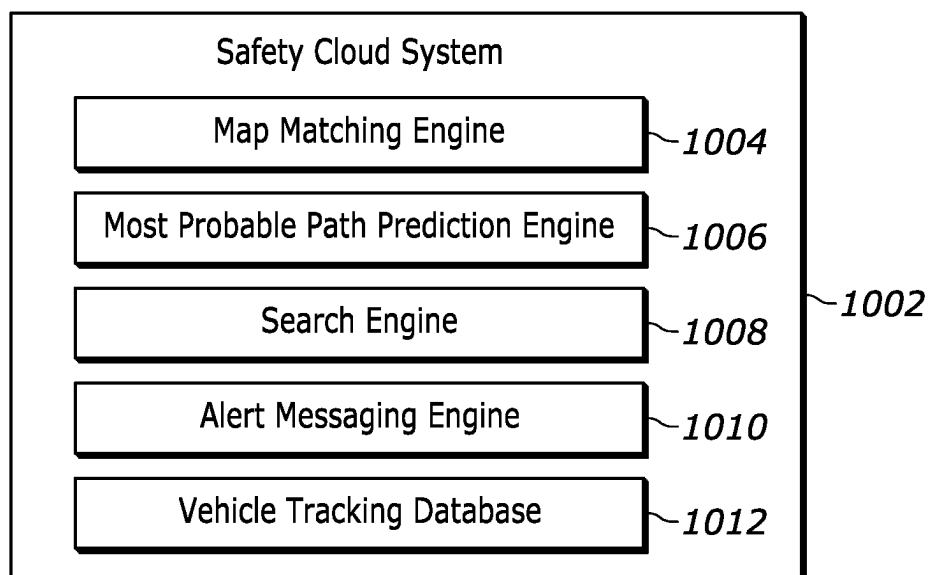 Safety Cloud System
Map Matching Engine
1004
Most Probable Path Prediction Engine
1006
1002
Search Engine
1008
Alert Messaging Engine
1010
Vehicle Tracking Database
1012